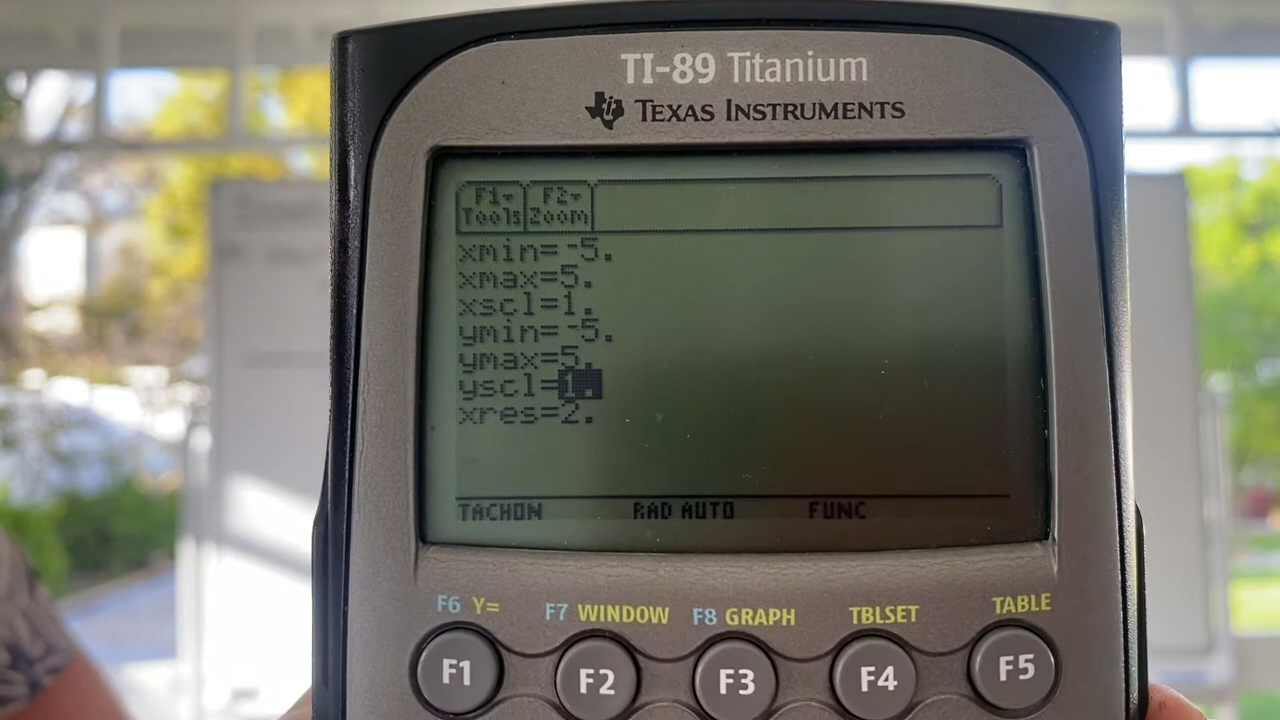 TI-89 Titanium
TEXAS INSTRUMENTS
F1 F2
Tools Zoom
xmin=-5.
xmax=5.
xscl=1.
ymin=-5.
ymax=5.
yscl=1.
xres=2.
TACHON RAD AUTO FUNC
F6 Y= F7 WINDOW F8 GRAPH TBLSET TABLE
F1 F2 F3 F4 F5